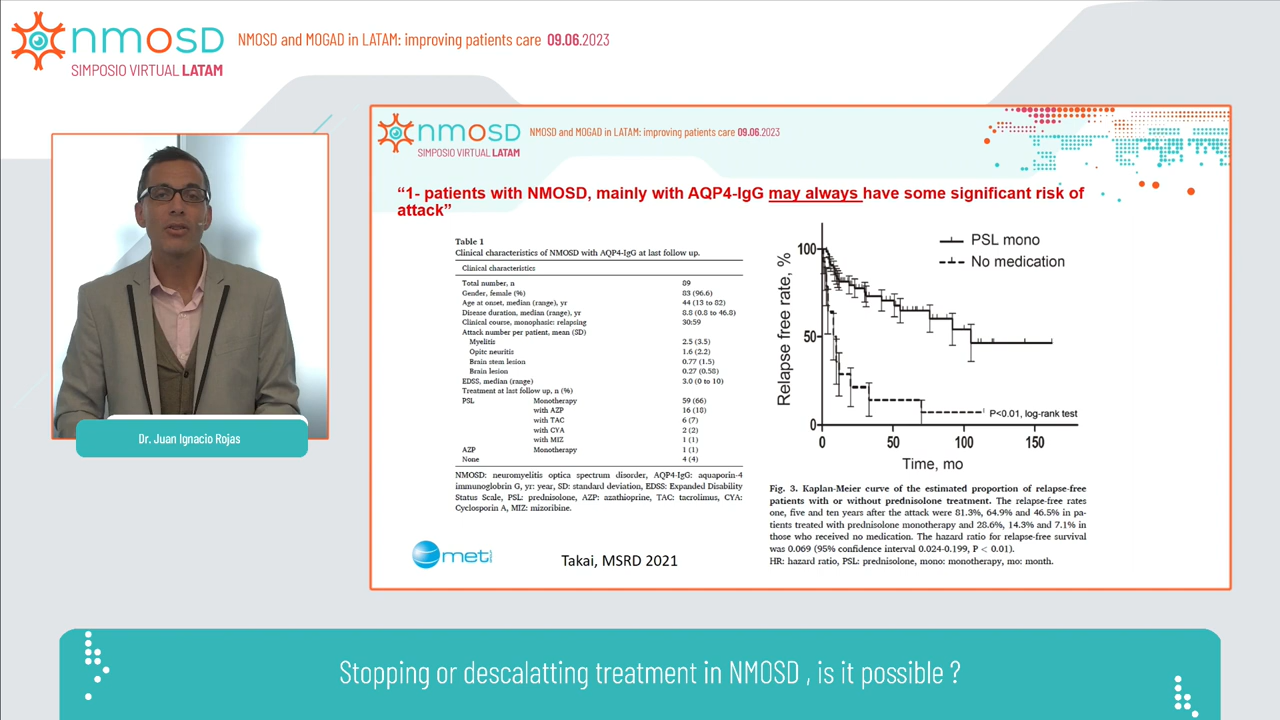 nmosd
SIMPOSIO VIRTUAL LATAM
NMOSD and MOGAD in LATAM: improving patients care 09.06.2023
Dr. Juan Ignacio Rojas
nmosd
SIMPOSIO VIRTUAL LATAM
NMOSD and MOGAD in LATAM: improving patients care 09.06.2023
“1- patients with NMOSD, mainly with AQP4-IgG may always have some significant risk of
attack”
Table 1
Clinical characteristics of NMOSD with AQP4-IgG at last follow up.
Clinical characteristics
Total number, n 89
Gender, female (%) 83 (96.6)
Age at onset, median (range), yr 44 (13 to 82)
Disease duration, median (range), yr 8.8 (0.8 to 46.8)
Clinical course, monophasic: relapsing 30:59
Attack number per patient, mean (SD)
Myelitis 2.5 (3.5)
Opitc neuritis 1.6 (2.2)
Brain stem lesion 0.77 (1.5)
Brain lesion 0.27 (0.58)
EDSS, median (range) 3.0 (0 to 10)
Treatment at last follow up, n (%)
PSL Monotherapy 59 (66)
with AZP 16 (18)
with TAC 6 (7)
with CYA 2 (2)
with MIZ 1 (1)
AZP Monotherapy 1 (1)
None 4 (4)
NMOSD: neuromyelitis optica spectrum disorder, AQP4-IgG: aquaporin-4
immunoglobulin G, yr: year, SD: standard deviation, EDSS: Expanded Disability
Status Scale, PSL: prednisolone, AZP: azathioprine, TAC: tacrolimus, CYA:
Cyclosporin A, MIZ: mizoribine.
meti
Takai, MSRD 2021
PSL mono
No medication
Relapse free rate, %
100
50
0
P<0.01, log-rank test
0 50 100 150
Time, mo
Fig. 3. Kaplan-Meier curve of the estimated proportion of relapse-free
patients with or without prednisolone treatment. The relapse-free rates
one, five and ten years after the attack were 81.3%, 64.9% and 46.5% in pa-
tients treated with prednisolone monotherapy and 28.6%, 14.3% and 7.1% in
those who received no medication. The hazard ratio for relapse-free survival
was 0.069 (95% confidence interval 0.024-0.199, P < 0.01).
HR: hazard ratio, PSL: prednisolone, mono: monotherapy, mo: month.
Stopping or descalatting treatment in NMOSD , is it possible ?